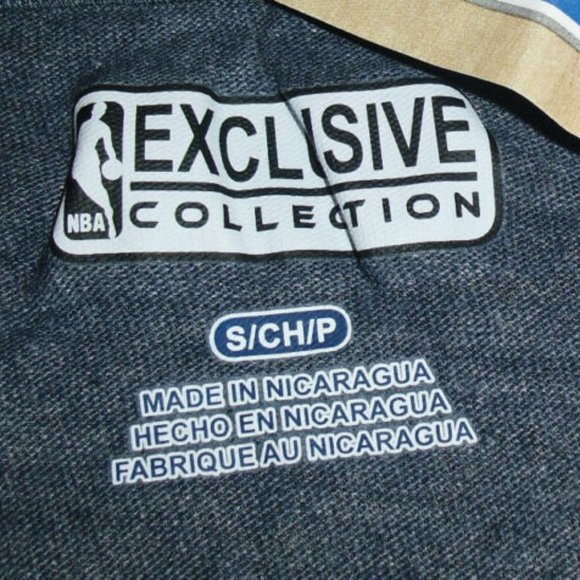 NBA
EXCLUSIVE
COLLECTION
S/CH/P
MADE IN NICARAGUA
HECHO EN NICARAGUA
FABRIQUE AU NICARAGUA